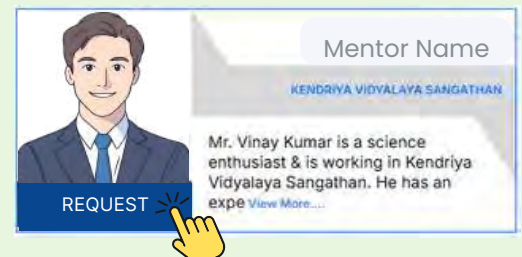 Mentor Name
KENDRIYA VIDYALAYA SANGATHAN
Mr. Vinay Kumar is a science
enthusiast & is working in Kendriya
Vidyalaya Sangathan. He has an
expe View More....
REQUEST